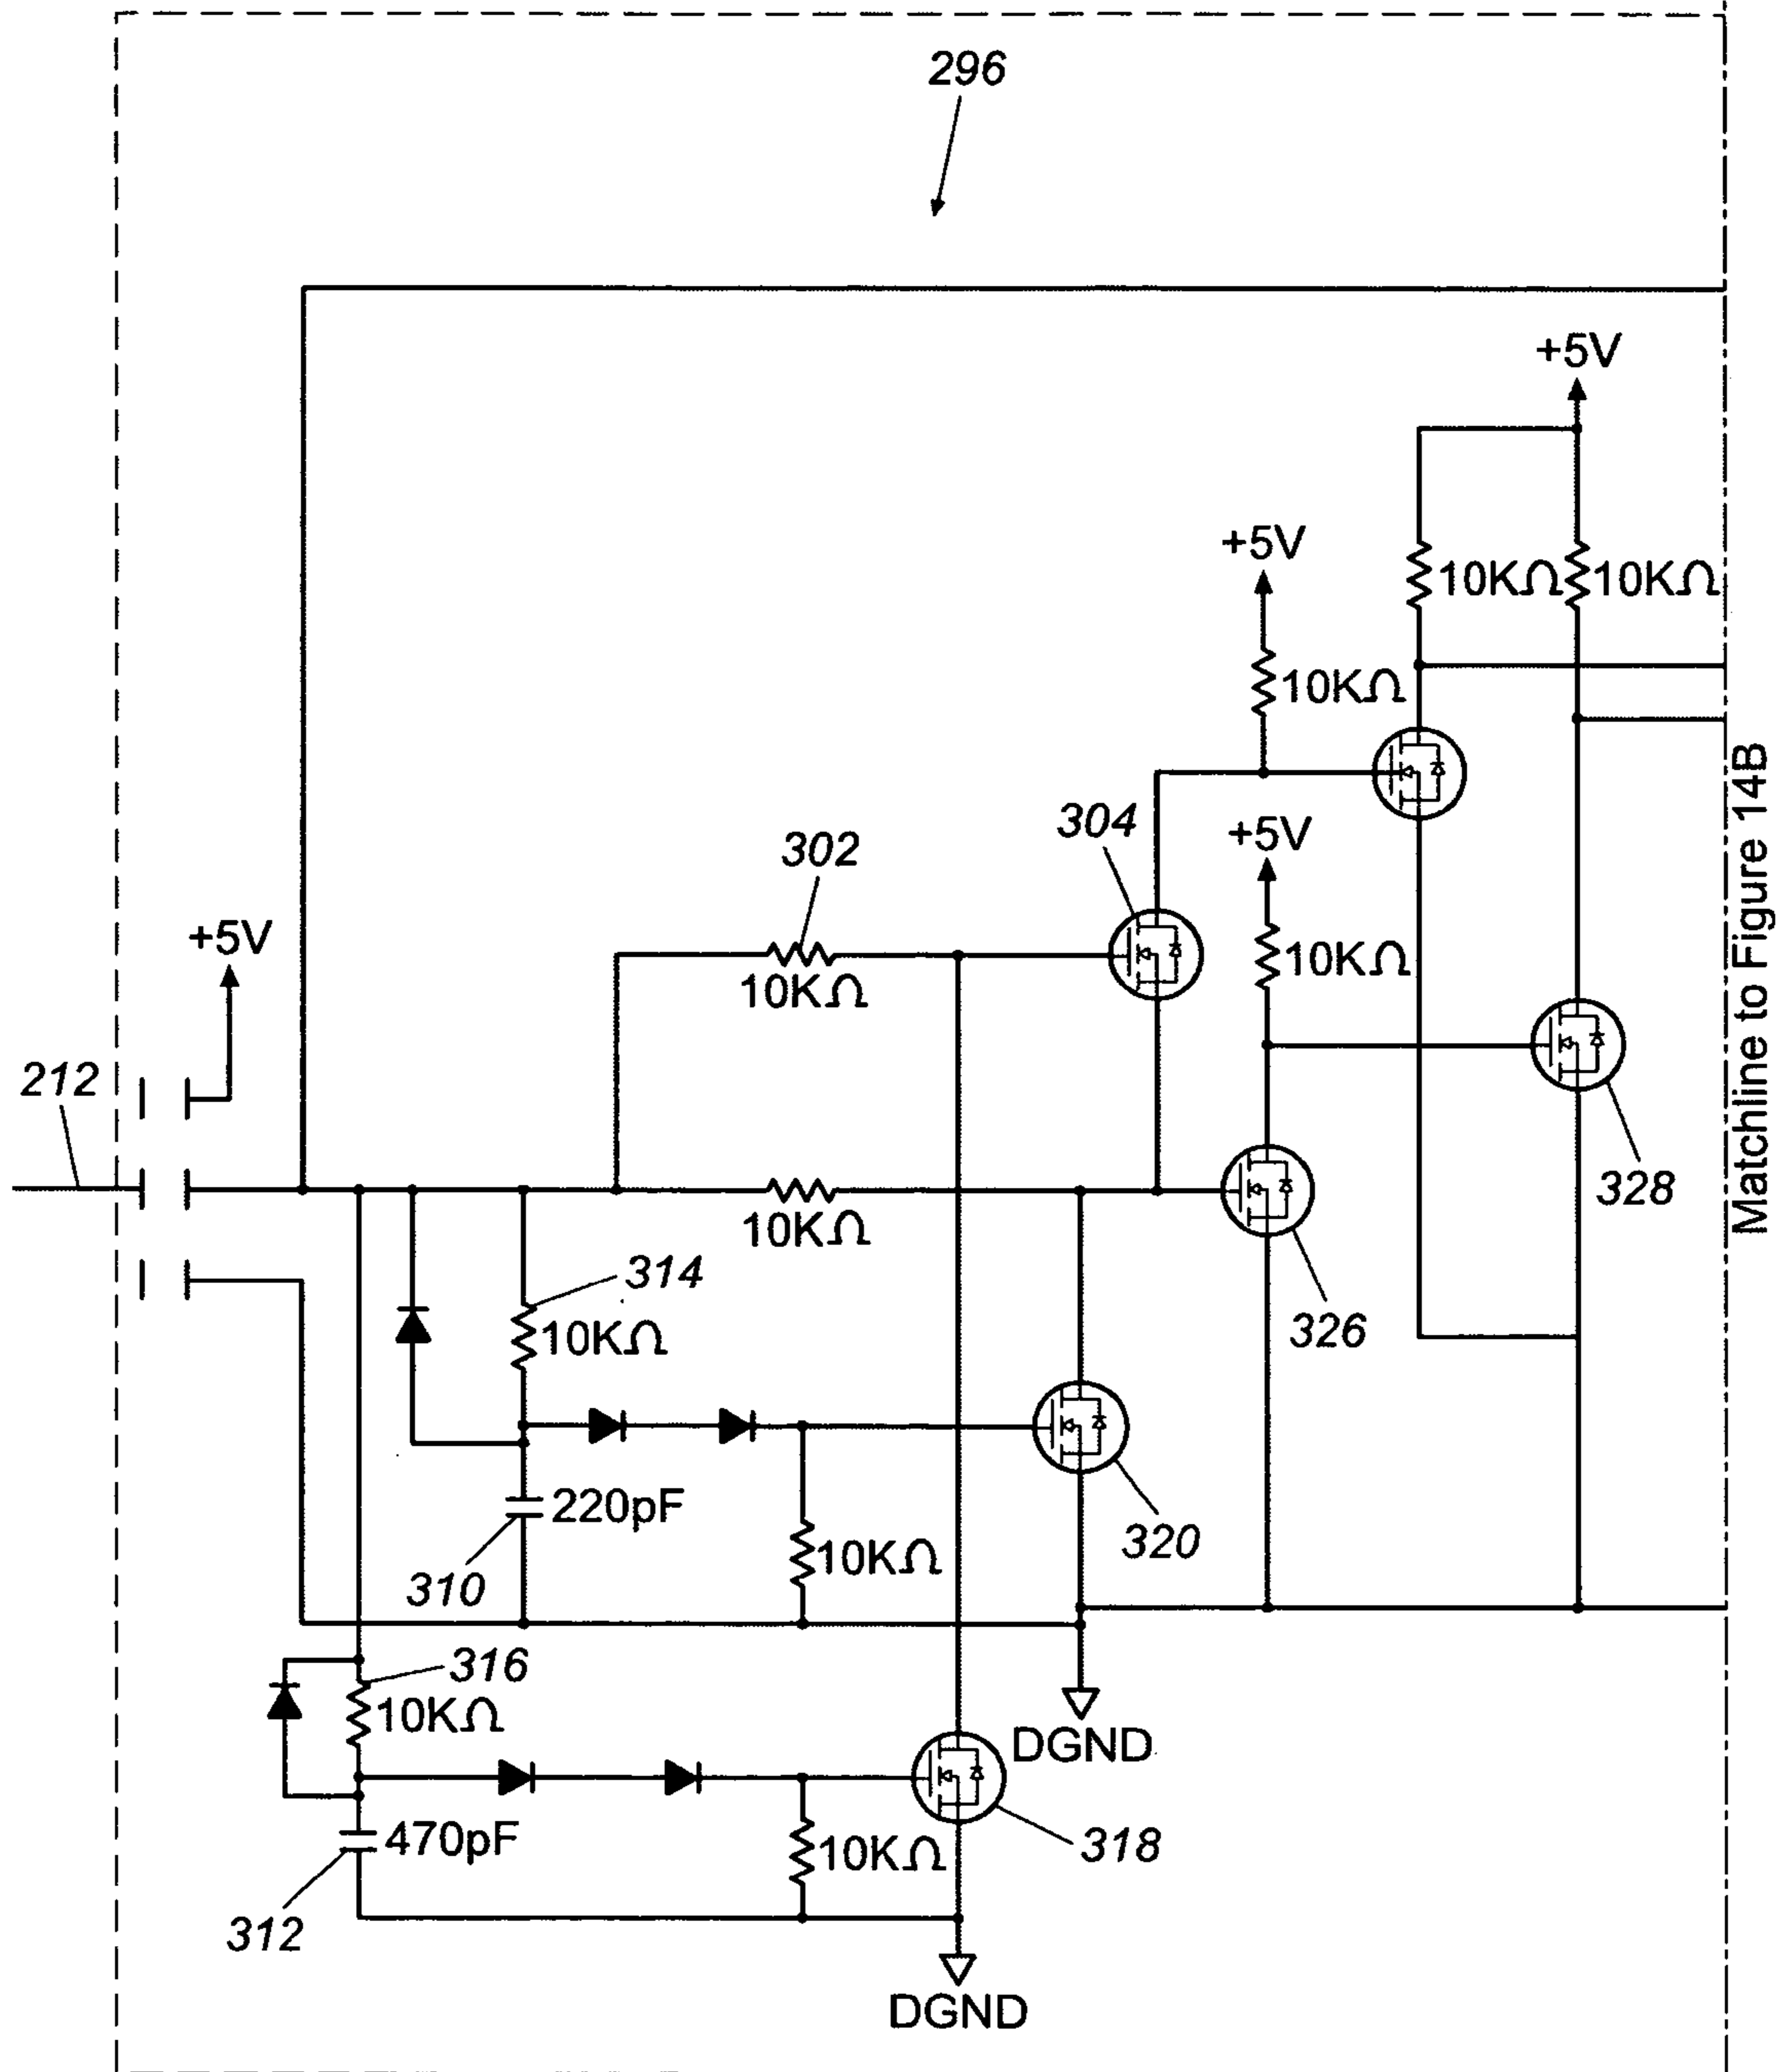 296
+5V
+5V
10KΩ
10KΩ
10KΩ
304
+5V
302
10KΩ
+5V
10KΩ
212
328
10KΩ
314
10KΩ
326
220pF
320
310
10KΩ
316
10KΩ
DGND
470pF
10KΩ
318
312
DGND
Matchline to Figure 14B